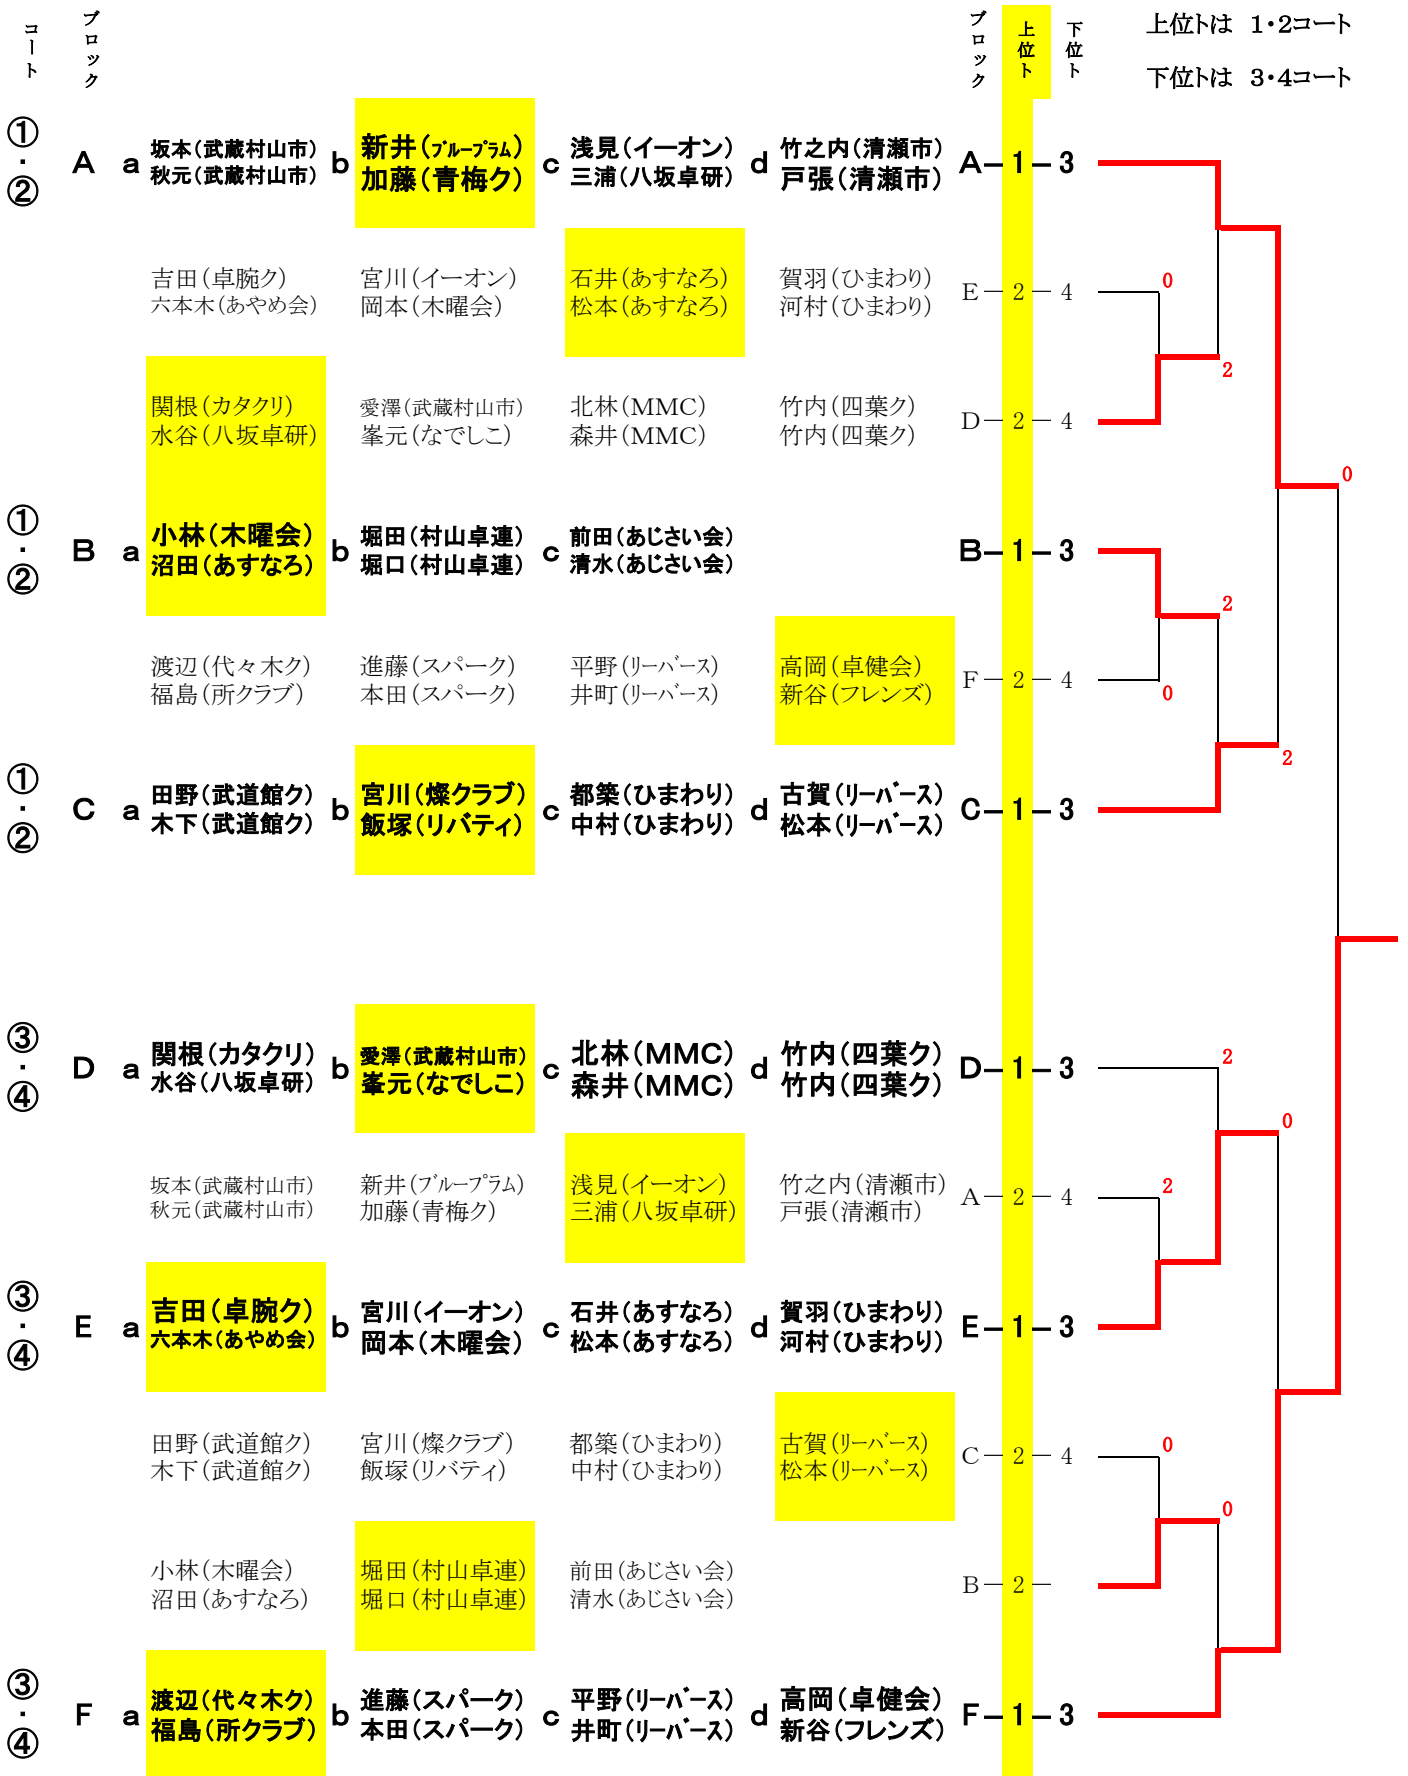 コート ブロック ブロック 上位ト 下位ト 上位トは 1・2コート
下位トは 3・4コート
①・② A a 坂本(武蔵村山市) b 新井(ブループラム) c 浅見(イーオン) d 竹之内(清瀬市) A 1 3
秋元(武蔵村山市) 加藤(青梅ク) 三浦(八坂卓研) 戸張(清瀬市)
吉田(卓腕ク) 宮川(イーオン) 石井(あすなろ) 賀羽(ひまわり) E 2 4 0
六本木(あやめ会) 岡本(木曜会) 松本(あすなろ) 河村(ひまわり)
2
関根(カタクリ) 愛澤(武蔵村山市) 北林(MMC) 竹内(四葉ク) D 2 4
水谷(八坂卓研) 峯元(なでしこ) 森井(MMC) 竹内(四葉ク)
0
①・② B a 小林(木曜会) b 堀田(村山卓連) c 前田(あじさい会) B 1 3
沼田(あすなろ) 堀口(村山卓連) 清水(あじさい会)
2
渡辺(代々木ク) 進藤(スパーク) 平野(リーバース) 高岡(卓健会) F 2 4 0
福島(所クラブ) 本田(スパーク) 井町(リーバース) 新谷(フレンズ)
2
①・② C a 田野(武道館ク) b 宮川(燦クラブ) c 都築(ひまわり) d 古賀(リーバース) C 1 3
木下(武道館ク) 飯塚(リバティ) 中村(ひまわり) 松本(リーバース)
③・④ D a 関根(カタクリ) b 愛澤(武蔵村山市) c 北林(MMC) d 竹内(四葉ク) D 1 3 2
水谷(八坂卓研) 峯元(なでしこ) 森井(MMC) 竹内(四葉ク)
0
坂本(武蔵村山市) 新井(ブループラム) 浅見(イーオン) 竹之内(清瀬市) A 2 4 2
秋元(武蔵村山市) 加藤(青梅ク) 三浦(八坂卓研) 戸張(清瀬市)
③・④ E a 吉田(卓腕ク) b 宮川(イーオン) c 石井(あすなろ) d 賀羽(ひまわり) E 1 3
六本木(あやめ会) 岡本(木曜会) 松本(あすなろ) 河村(ひまわり)
田野(武道館ク) 宮川(燦クラブ) 都築(ひまわり) 古賀(リーバース) C 2 4 0
木下(武道館ク) 飯塚(リバティ) 中村(ひまわり) 松本(リーバース)
0
小林(木曜会) 堀田(村山卓連) 前田(あじさい会) B 2
沼田(あすなろ) 堀口(村山卓連) 清水(あじさい会)
③・④ F a 渡辺(代々木ク) b 進藤(スパーク) c 平野(リーバース) d 高岡(卓健会) F 1 3
福島(所クラブ) 本田(スパーク) 井町(リーバース) 新谷(フレンズ)